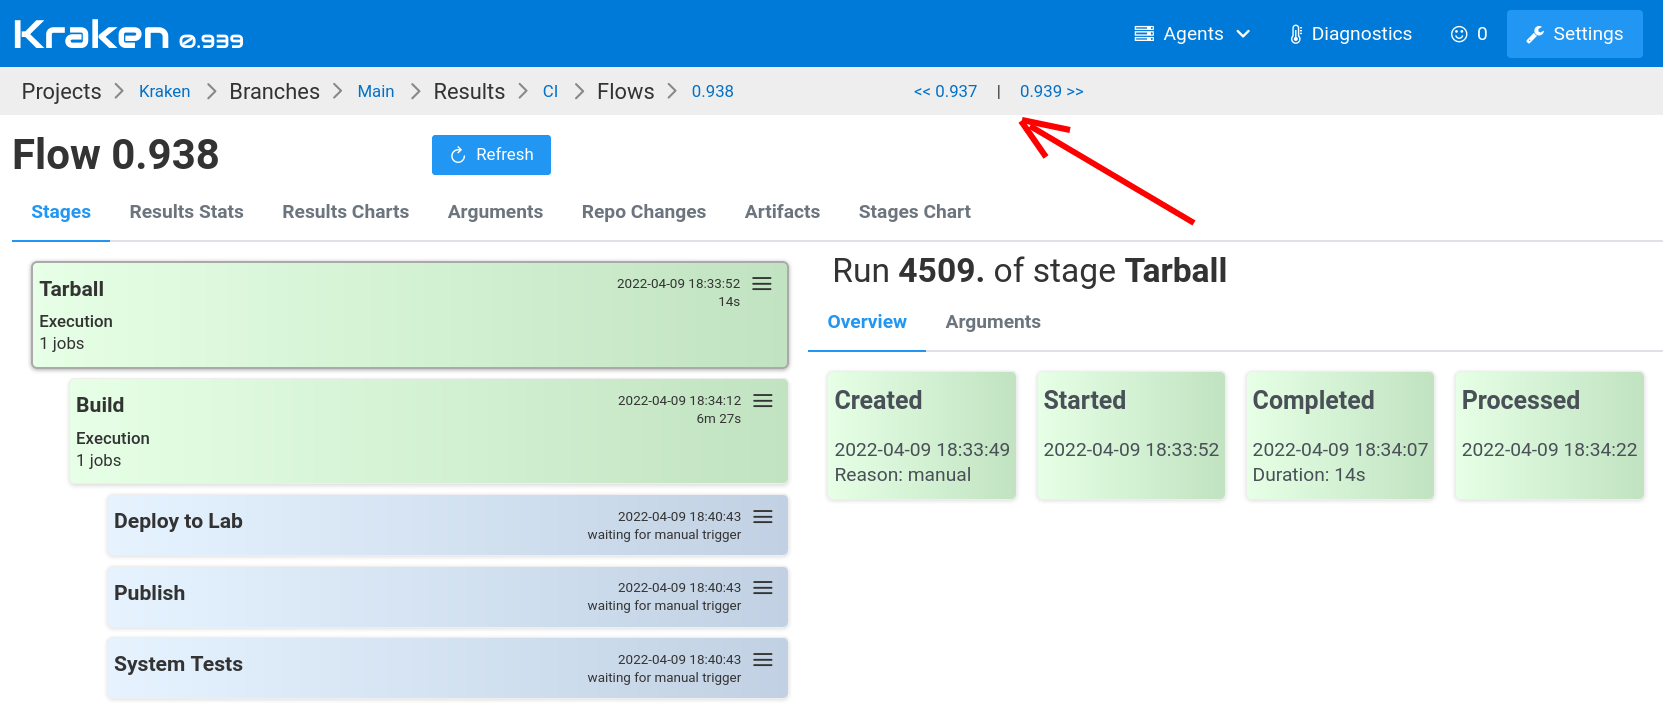 Kraken 0.939
Agents Diagnostics 0 Settings
Projects Kraken Branches Main Results CI Flows 0.938 << 0.937 | 0.939 >>
Flow 0.938 Refresh
Stages Results Stats Results Charts Arguments Repo Changes Artifacts Stages Chart
Tarball 2022-04-09 18:33:52
14s
Execution
1 jobs
Build 2022-04-09 18:34:12
6m 27s
Execution
1 jobs
Deploy to Lab 2022-04-09 18:40:43
waiting for manual trigger
Publish 2022-04-09 18:40:43
waiting for manual trigger
System Tests 2022-04-09 18:40:43
waiting for manual trigger
Run 4509. of stage Tarball
Overview Arguments
Created
2022-04-09 18:33:49
Reason: manual
Started
2022-04-09 18:33:52
Completed
2022-04-09 18:34:07
Duration: 14s
Processed
2022-04-09 18:34:22